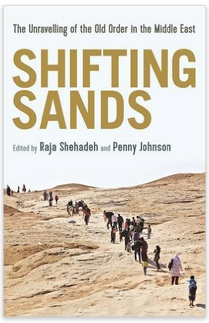 The Unravelling of the Old Order in the Middle East
SHIFTING
SANDS
Edited by Raja Shehadeh and Penny Johnson